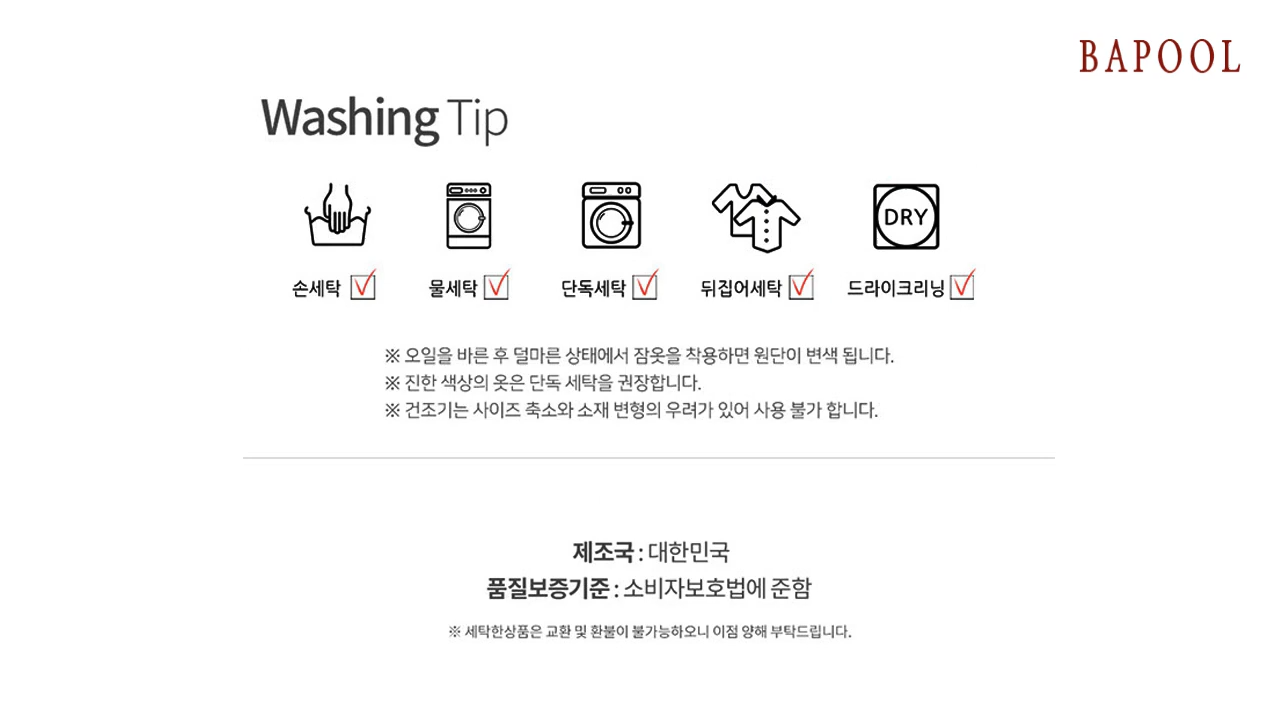 BAPOOL
Washing Tip
DRY
손세탁 물세탁 단독세탁 뒤집어세탁 드라이크리닝
※ 오일을 바른 후 덜마른 상태에서 잠옷을 착용하면 원단이 변색 됩니다.
※ 진한 색상의 옷은 단독 세탁을 권장합니다.
※ 건조기는 사이즈 축소와 소재 변형의 우려가 있어 사용 불가 합니다.
제조국 : 대한민국
품질보증기준 : 소비자보호법에 준함
※ 세탁한상품은 교환 및 환불이 불가능하오니 이점 양해 부탁드립니다.